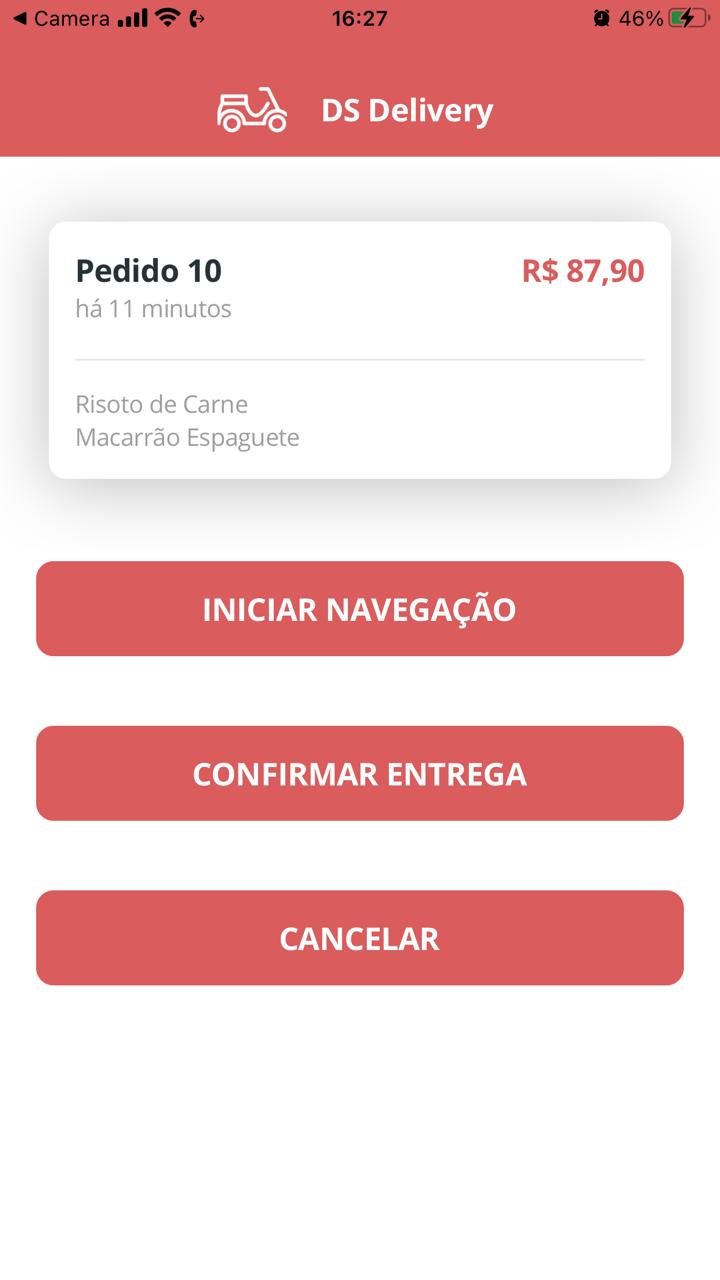 Camera 16:27 46%
DS Delivery
Pedido 10 R$ 87,90
há 11 minutos
Risoto de Carne
Macarrão Espaguete
INICIAR NAVEGAÇÃO
CONFIRMAR ENTREGA
CANCELAR